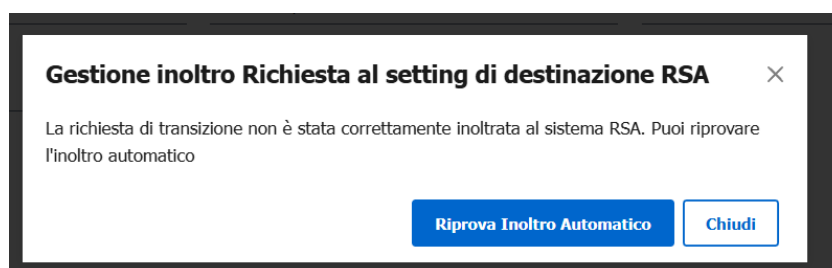 Gestione inoltro Richiesta al setting di destinazione RSA
La richiesta di transizione non è stata correttamente inoltrata al sistema RSA. Puoi riprovare
l'inoltro automatico
Riprova Inoltro Automatico
Chiudi